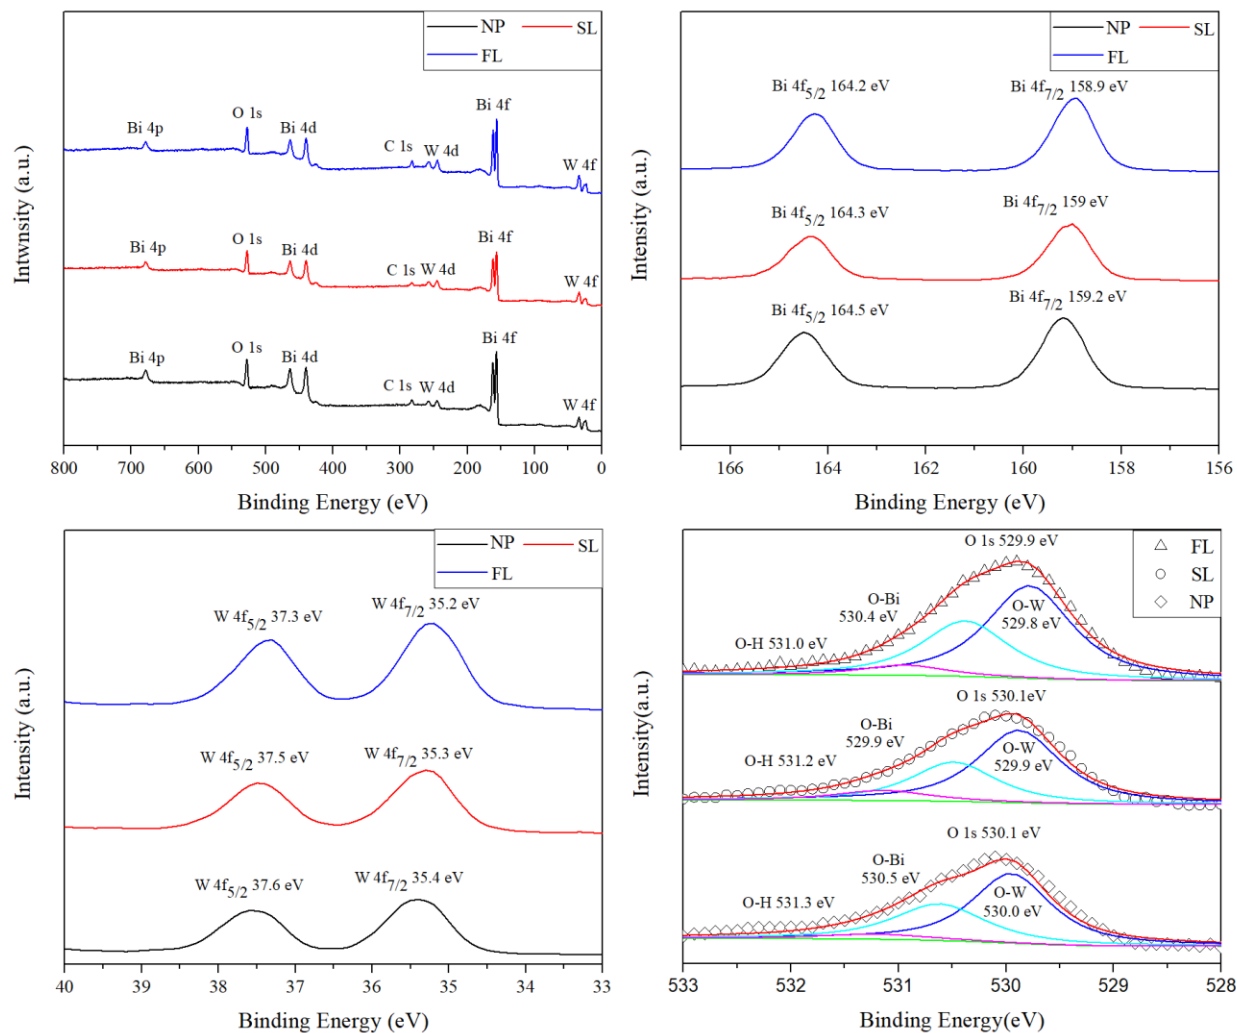 NP SL
FL
Bi 4p
O 1s
Bi 4d
C 1s
W 4d
Bi 4f
W 4f
Bi 4p
O 1s
Bi 4d
C 1s
W 4d
Bi 4f
W 4f
Bi 4p
O 1s
Bi 4d
C 1s
W 4d
Bi 4f
W 4f
Intwnsity (a.u.)
800 700 600 500 400 300 200 100 0
Binding Energy (eV)
NP SL
FL
Bi 4f5/2 164.2 eV
Bi 4f7/2 158.9 eV
Bi 4f5/2 164.3 eV
Bi 4f7/2 159 eV
Bi 4f5/2 164.5 eV
Bi 4f7/2 159.2 eV
Intensity (a.u.)
166 164 162 160 158 156
Binding Energy (eV)
NP SL
FL
W 4f5/2 37.3 eV
W 4f7/2 35.2 eV
W 4f5/2 37.5 eV
W 4f7/2 35.3 eV
W 4f5/2 37.6 eV
W 4f7/2 35.4 eV
Intensity (a.u.)
40 39 38 37 36 35 34 33
Binding Energy (eV)
FL
SL
NP
O 1s 529.9 eV
O-Bi
530.4 eV
O-W
529.8 eV
O-H 531.0 eV
O 1s 530.1eV
O-Bi
529.9 eV
O-W
529.9 eV
O-H 531.2 eV
O 1s 530.1 eV
O-Bi
530.5 eV
O-W
530.0 eV
O-H 531.3 eV
Intensity(a.u.)
533 532 531 530 529 528
Binding Energy(eV)